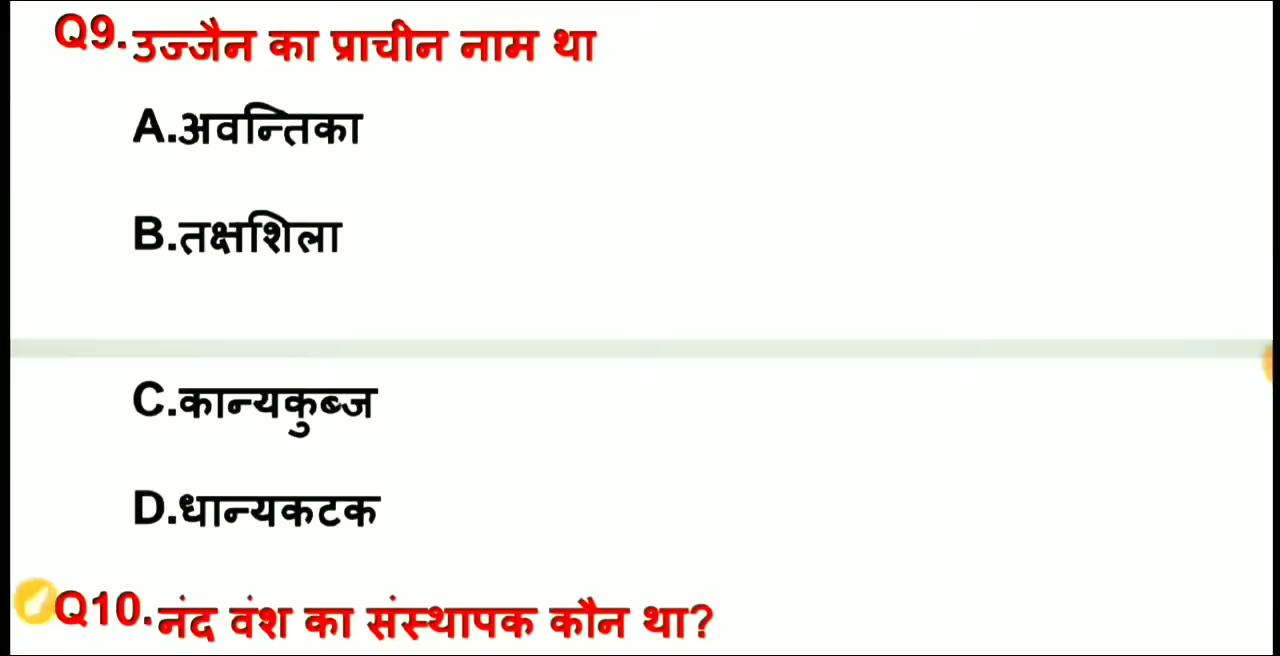 Q9.उज्जैन का प्राचीन नाम था
A.अवन्तिका
B.तक्षशिला
C.कान्यकुब्ज
D.धान्यकटक
Q10.नंद वंश का संस्थापक कौन था?